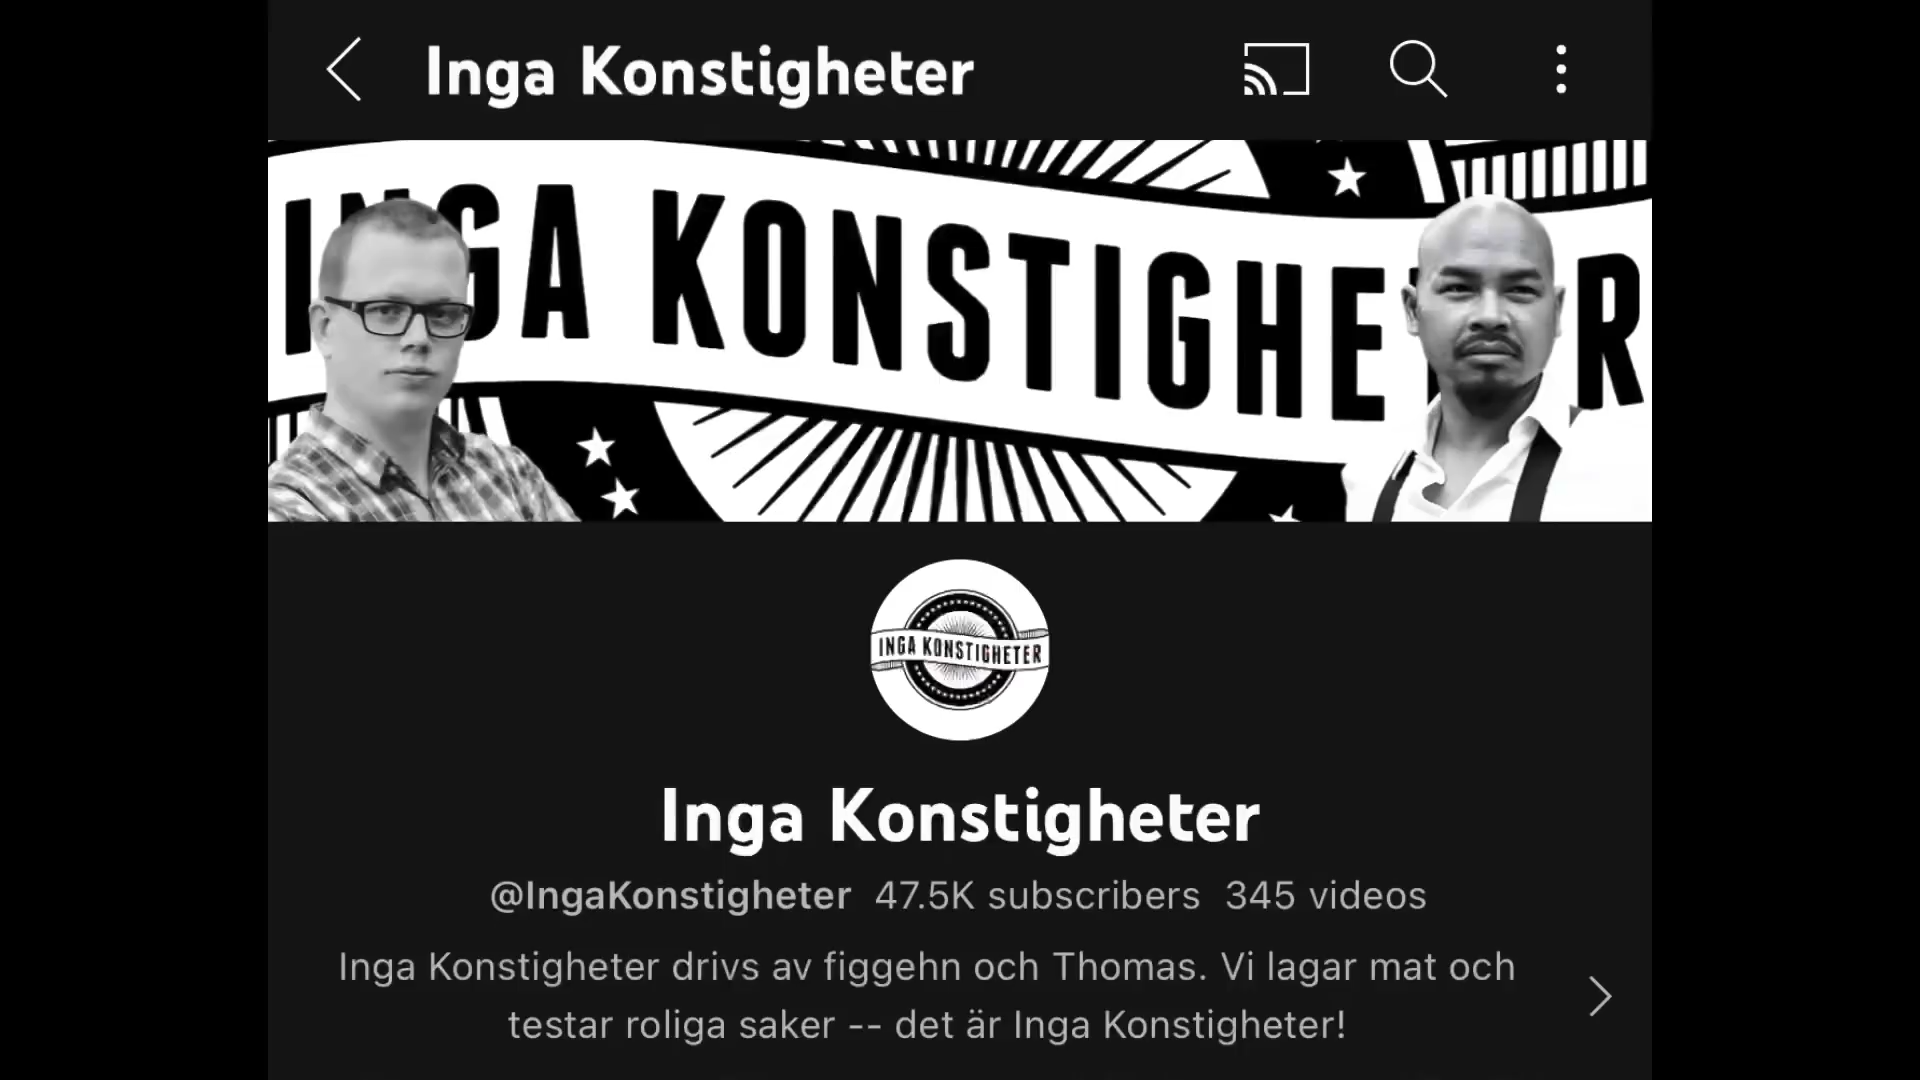 Inga Konstigheter
INGA KONSTIGHETER
INGA KONSTIGHETER
Inga Konstigheter
@IngaKonstigheter 47.5K subscribers 345 videos
Inga Konstigheter drivs av figgehn och Thomas. Vi lagar mat och
testar roliga saker -- det är Inga Konstigheter!